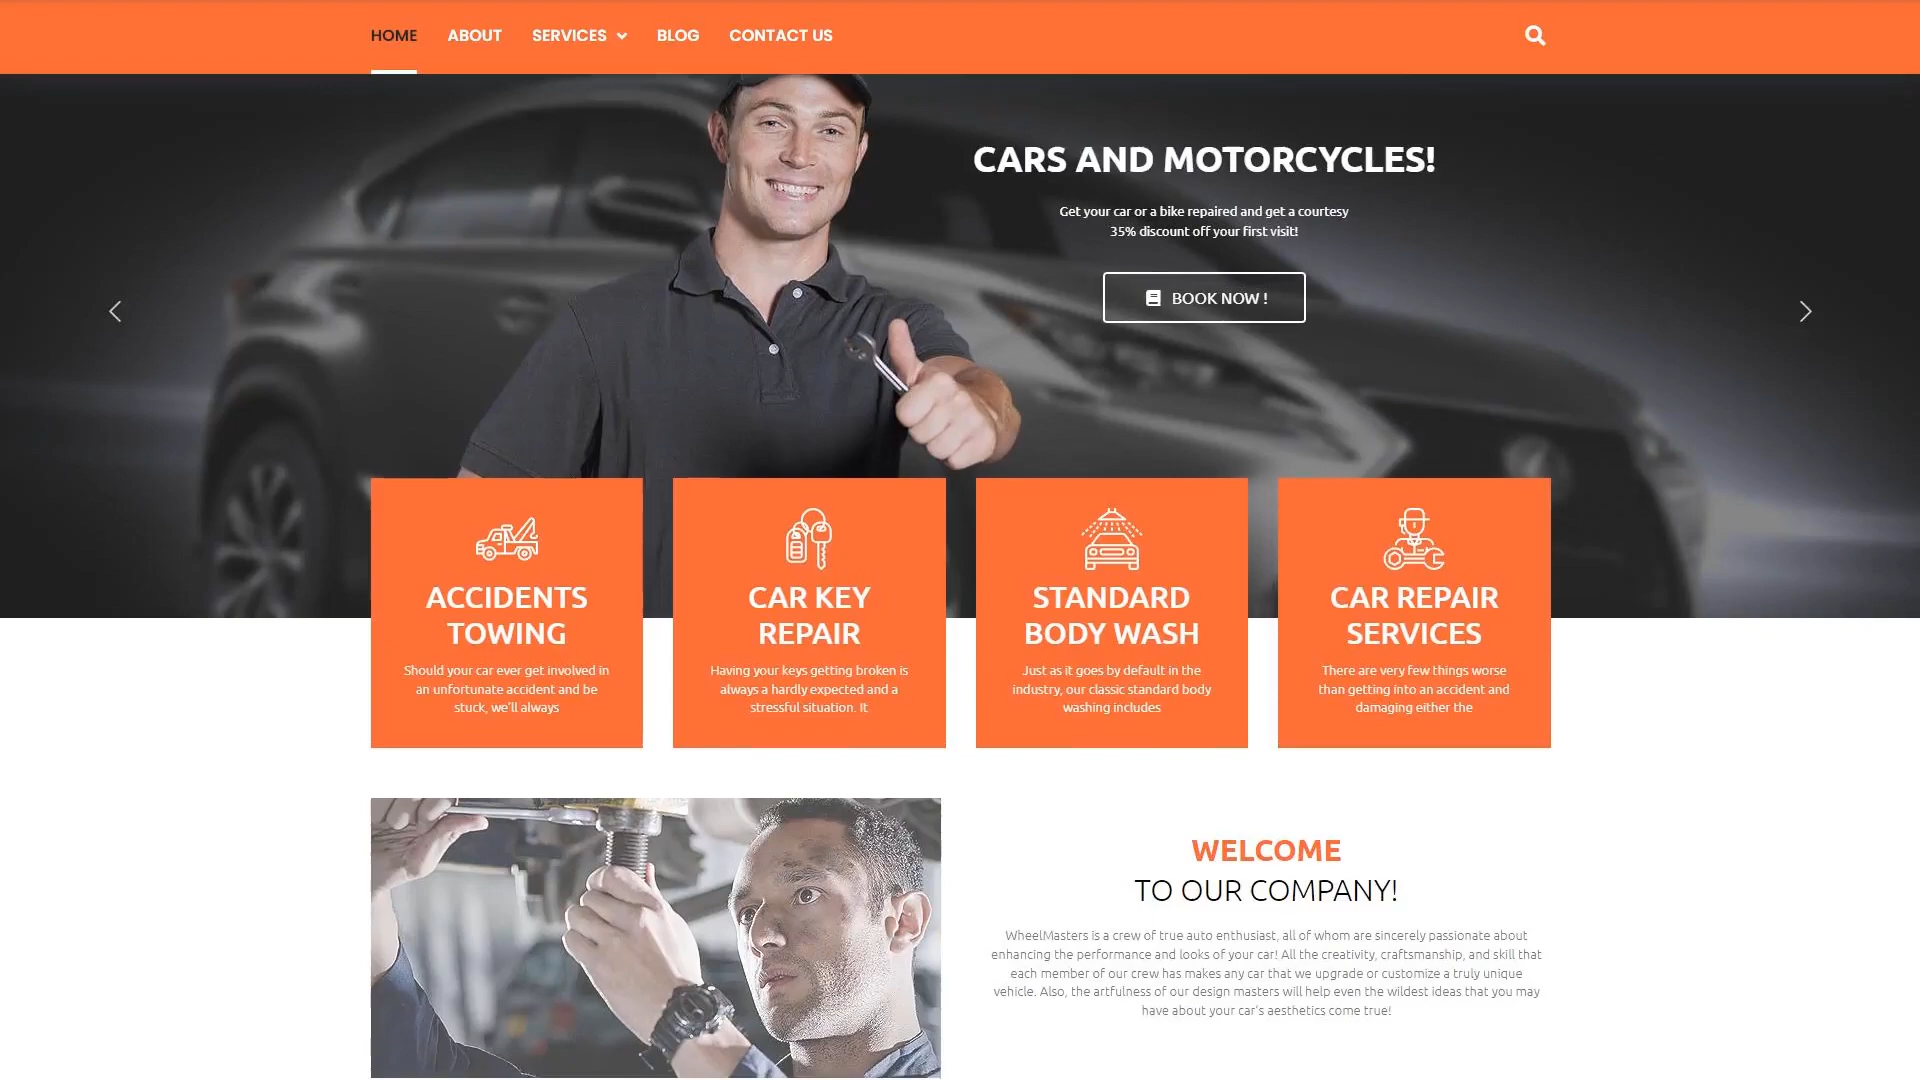 HOME ABOUT SERVICES BLOG CONTACT US
CARS AND MOTORCYCLES!
Get your car or a bike repaired and get a courtesy
35% discount off your first visit!
BOOK NOW !
ACCIDENTS
TOWING
Should your car ever get involved in
an unfortunate accident and be
stuck, we'll always
CAR KEY
REPAIR
Having your keys getting broken is
always a hardly expected and a
stressful situation. It
STANDARD
BODY WASH
Just as it goes by default in the
industry, our classic standard body
washing includes
CAR REPAIR
SERVICES
There are very few things worse
than getting into an accident and
damaging either the
WELCOME
TO OUR COMPANY!
WheelMasters is a crew of true auto enthusiast, all of whom are sincerely passionate about
enhancing the performance and looks of your car! All the creativity, craftsmanship, and skill that
each member of our crew has makes any car that we upgrade or customize a truly unique
vehicle. Also, the artfulness of our design masters will help even the wildest ideas that you may
have about your car's aesthetics come true!